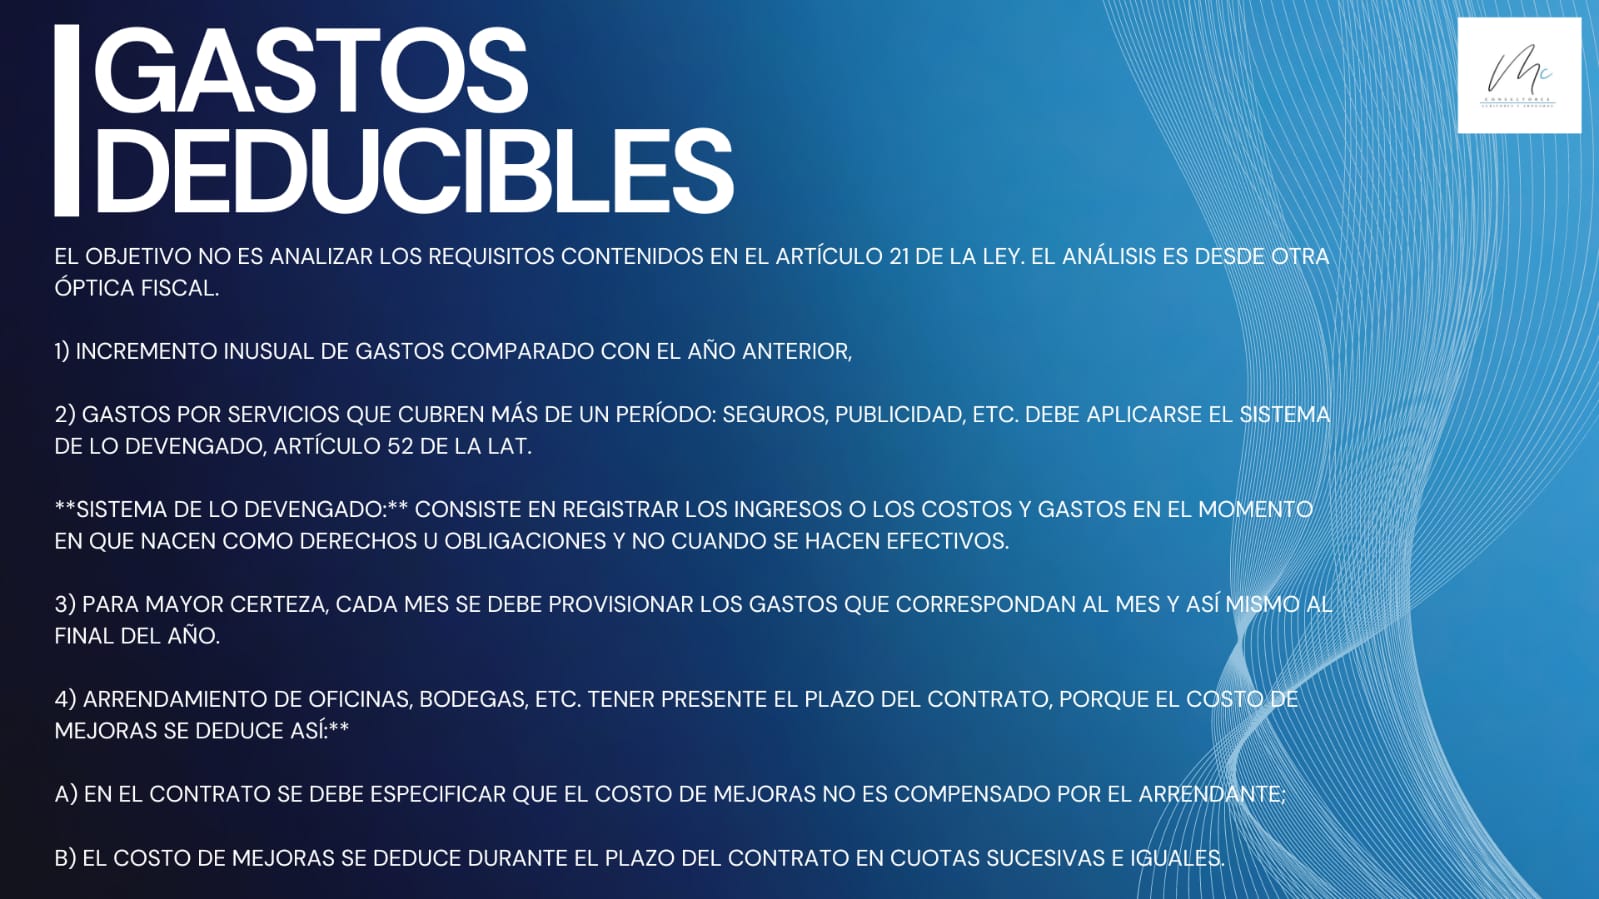 GASTOS
DEDUCIBLES
EL OBJETIVO NO ES ANALIZAR LOS REQUISITOS CONTENIDOS EN EL ARTÍCULO 21 DE LA LEY. EL ANÁLISIS ES DESDE OTRA
ÓPTICA FISCAL.
1) INCREMENTO INUSUAL DE GASTOS COMPARADO CON EL AÑO ANTERIOR,
2) GASTOS POR SERVICIOS QUE CUBREN MÁS DE UN PERÍODO: SEGUROS, PUBLICIDAD, ETC. DEBE APLICARSE EL SISTEMA
DE LO DEVENGADO, ARTÍCULO 52 DE LA LAT.
**SISTEMA DE LO DEVENGADO:** CONSISTE EN REGISTRAR LOS INGRESOS O LOS COSTOS Y GASTOS EN EL MOMENTO
EN QUE NACEN COMO DERECHOS U OBLIGACIONES Y NO CUANDO SE HACEN EFECTIVOS.
3) PARA MAYOR CERTEZA, CADA MES SE DEBE PROVISIONAR LOS GASTOS QUE CORRESPONDAN AL MES Y ASÍ MISMO AL
FINAL DEL AÑO.
4) ARRENDAMIENTO DE OFICINAS, BODEGAS, ETC. TENER PRESENTE EL PLAZO DEL CONTRATO, PORQUE EL COSTO DE
MEJORAS SE DEDUCE ASÍ:**
A) EN EL CONTRATO SE DEBE ESPECIFICAR QUE EL COSTO DE MEJORAS NO ES COMPENSADO POR EL ARRENDANTE;
B) EL COSTO DE MEJORAS SE DEDUCE DURANTE EL PLAZO DEL CONTRATO EN CUOTAS SUCESIVAS E IGUALES.
Mc
CONSULTORES